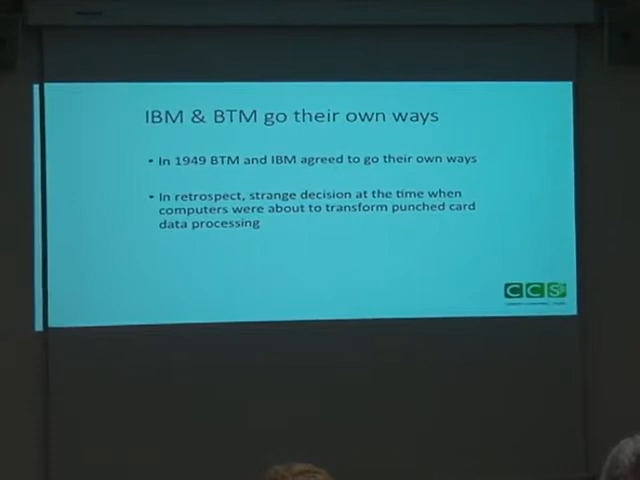 IBM & BTM go their own ways
• In 1949 BTM and IBM agreed to go their own ways
• In retrospect, strange decision at the time when
computers were about to transform punched card
data processing
CCS